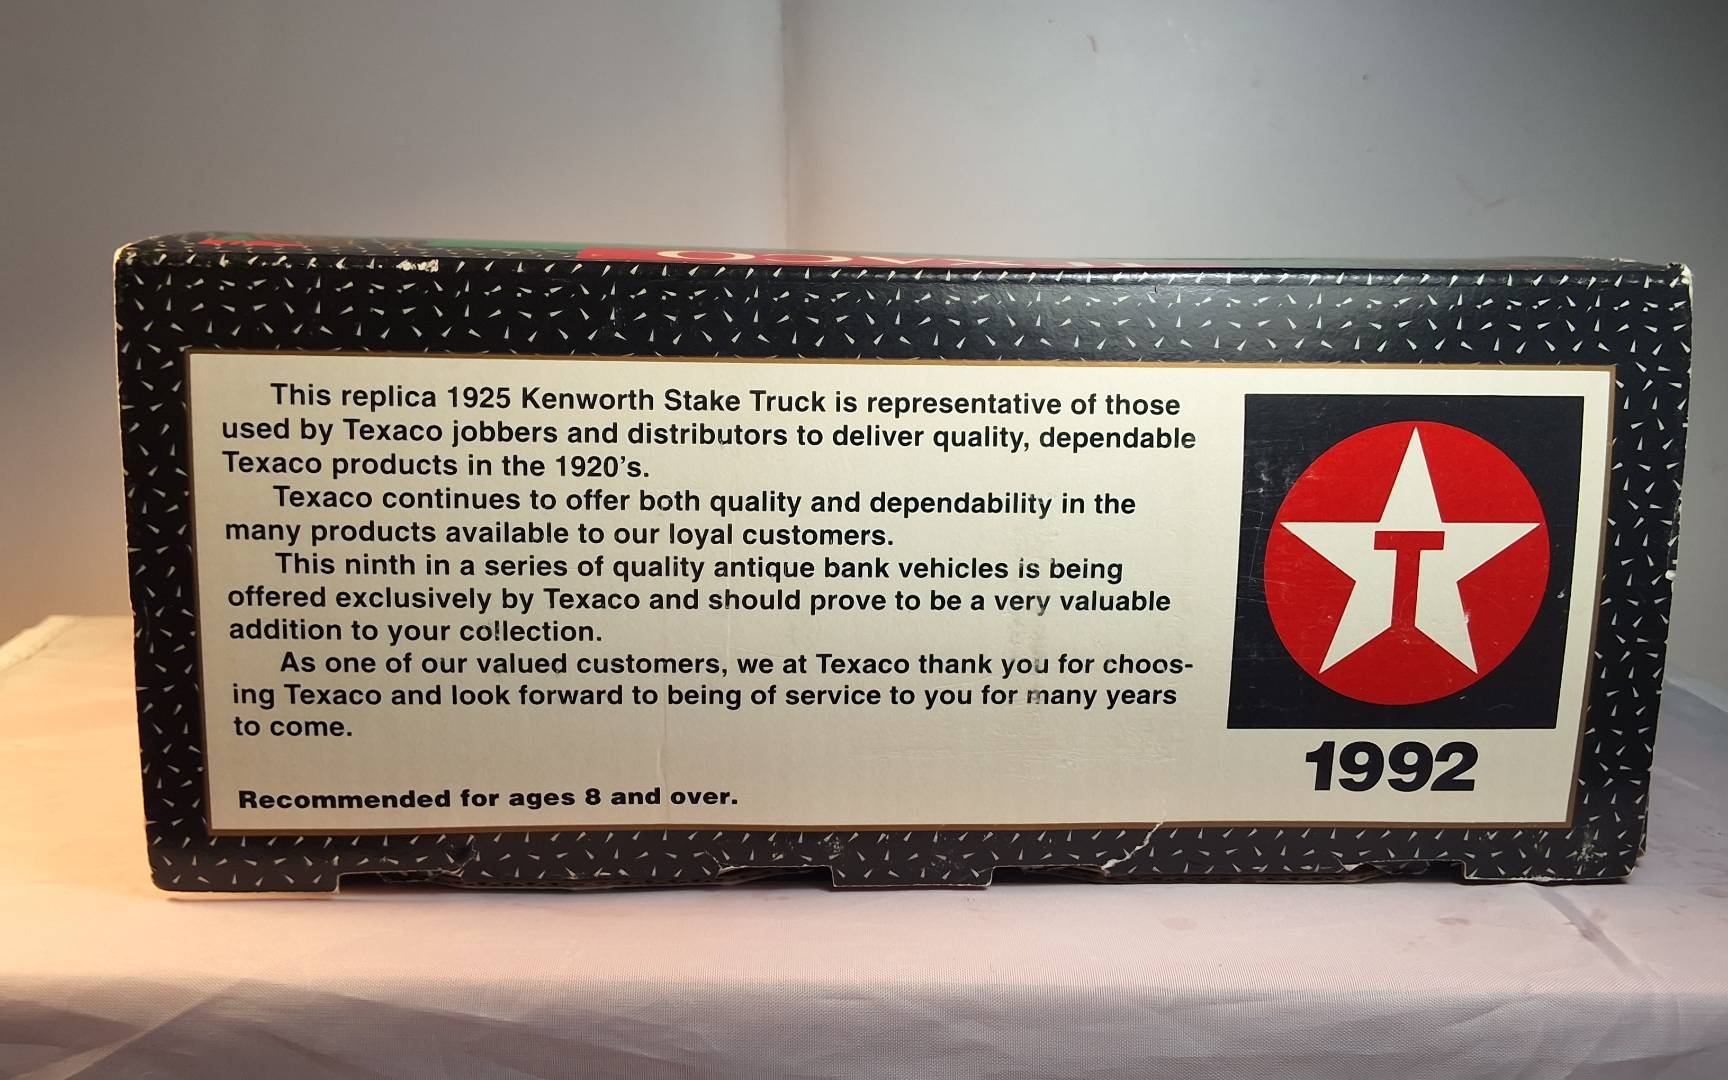 TEXACO
This replica 1925 Kenworth Stake Truck is representative of those
used by Texaco jobbers and distributors to deliver quality, dependable
Texaco products in the 1920's.
Texaco continues to offer both quality and dependability in the
many products available to our loyal customers.
This ninth in a series of quality antique bank vehicles is being
offered exclusively by Texaco and should prove to be a very valuable
addition to your collection.
As one of our valued customers, we at Texaco thank you for choos-
ing Texaco and look forward to being of service to you for many years
to come.
Recommended for ages 8 and over.
T
1992